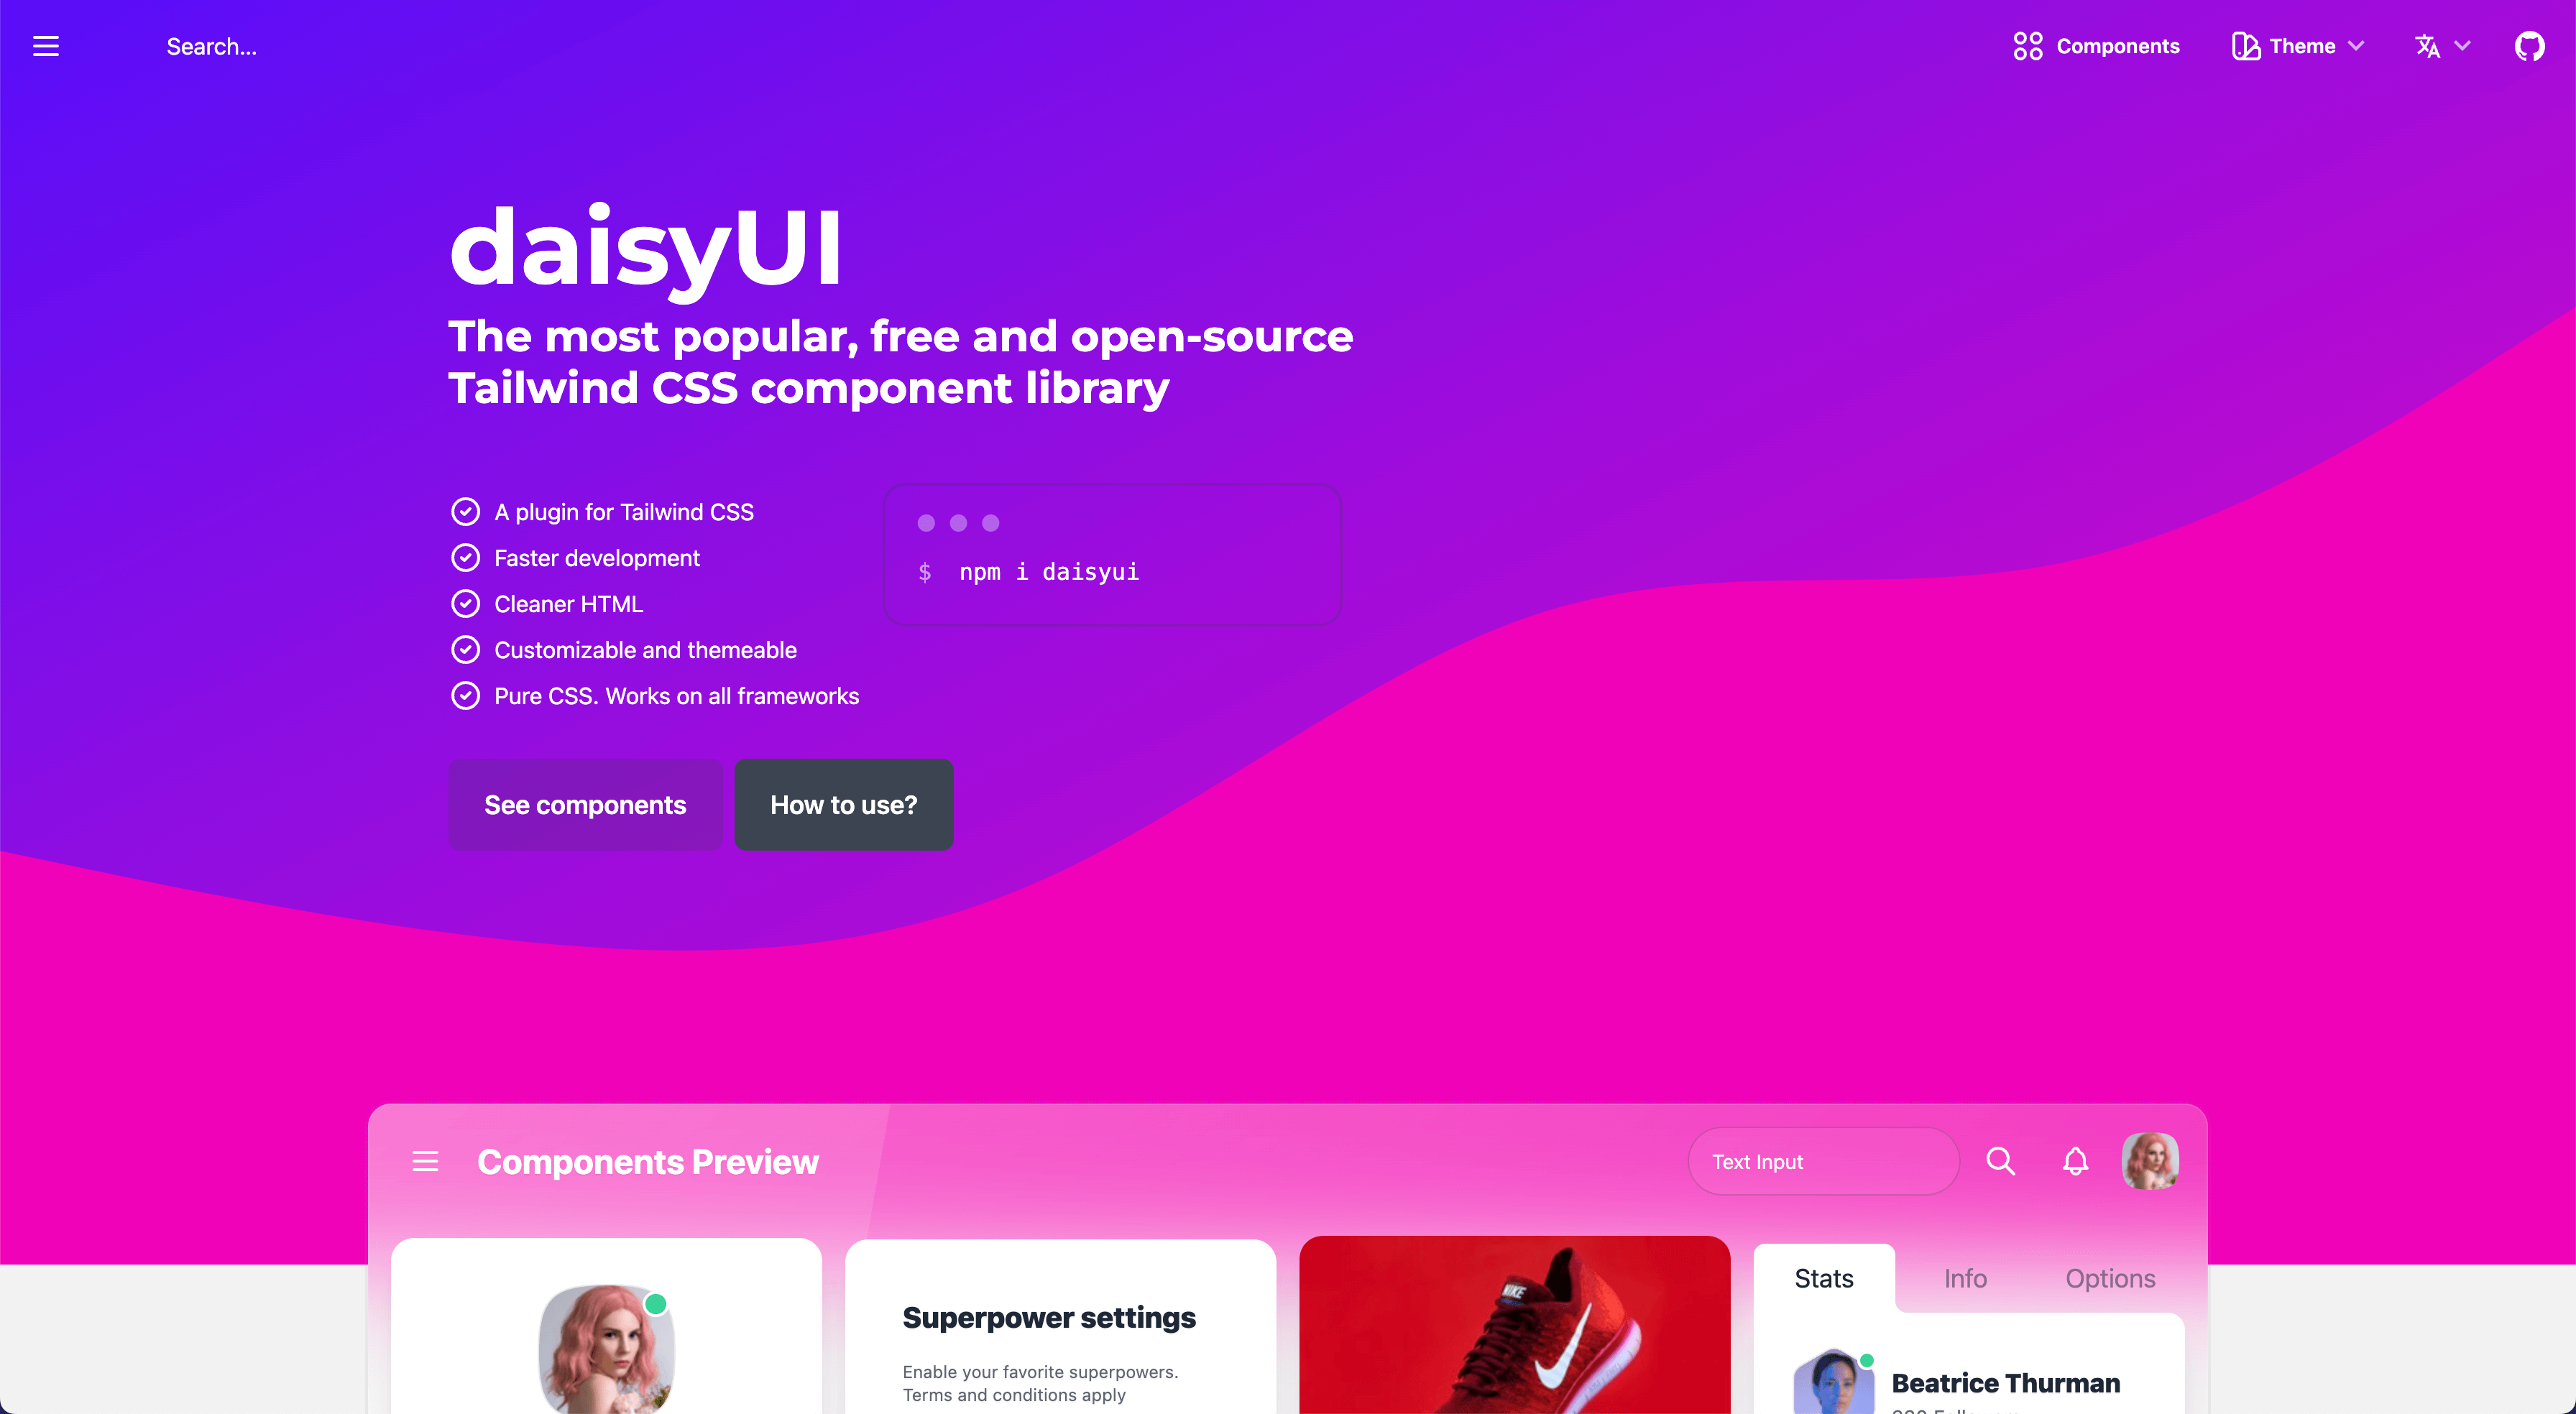 Search...
Components
Theme
daisyUI
The most popular, free and open-source
Tailwind CSS component library
A plugin for Tailwind CSS
Faster development
Cleaner HTML
Customizable and themeable
Pure CSS. Works on all frameworks
$ npm i daisyui
See components
How to use?
Components Preview
Text Input
Superpower settings
Enable your favorite superpowers.
Terms and conditions apply
NIKE
Stats
Info
Options
Beatrice Thurman